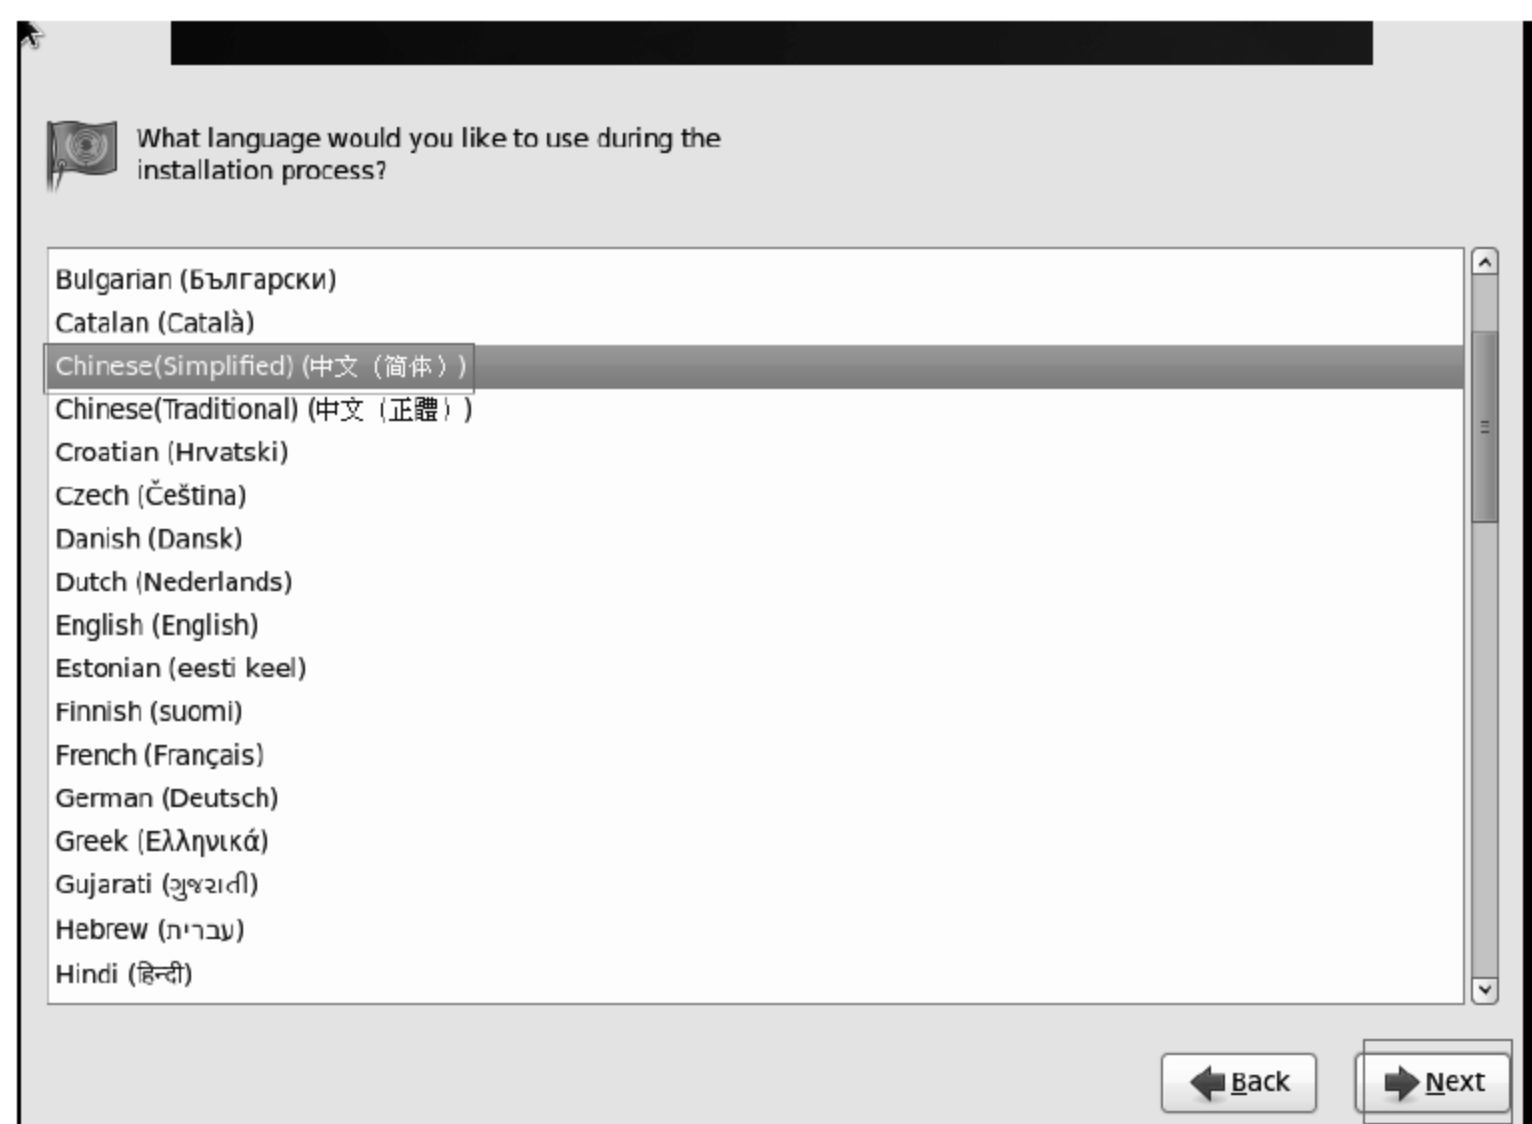 What language would you like to use during the
installation process?
Bulgarian (Български)
Catalan (Català)
Chinese(Simplified) (中文（简体）)
Chinese(Traditional) (中文（正體）)
Croatian (Hrvatski)
Czech (Čeština)
Danish (Dansk)
Dutch (Nederlands)
English (English)
Estonian (eesti keel)
Finnish (suomi)
French (Français)
German (Deutsch)
Greek (Ελληνικά)
Gujarati (ગુજરાતી)
Hebrew (עברית)
Hindi (हिन्दी)
Back
Next